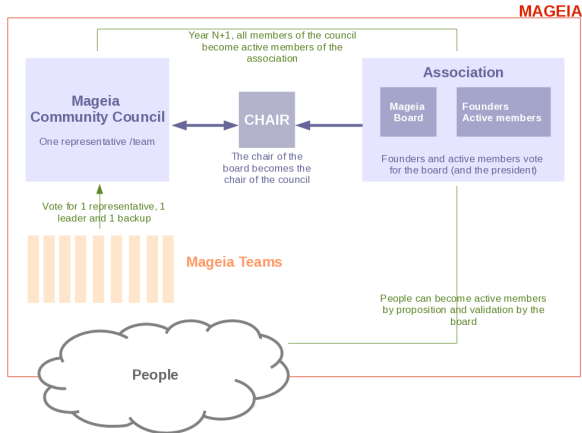 MAGEIA
Year N+1, all members of the council
become active members of the
association
Mageia
Community Council
One representative /team
CHAIR
The chair of the
board becomes the
chair of the council
Association
Mageia
Board
Founders
Active members
Founders and active members vote
for the board (and the president)
Vote for 1 representative, 1
leader and 1 backup
Mageia Teams
People can become active members
by proposition and validation by the
board
People